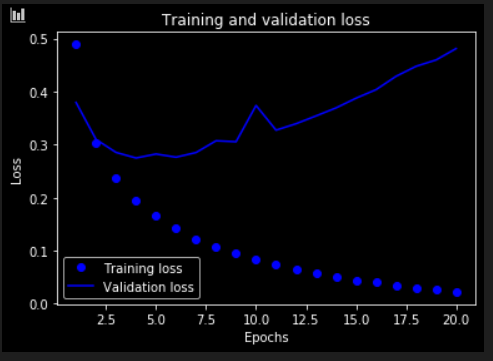 Training and validation loss
0.5
0.4
0.3
0.2
0.1
0.0
Loss
Training loss
Validation loss
2.5 5.0 7.5 10.0 12.5 15.0 17.5 20.0
Epochs